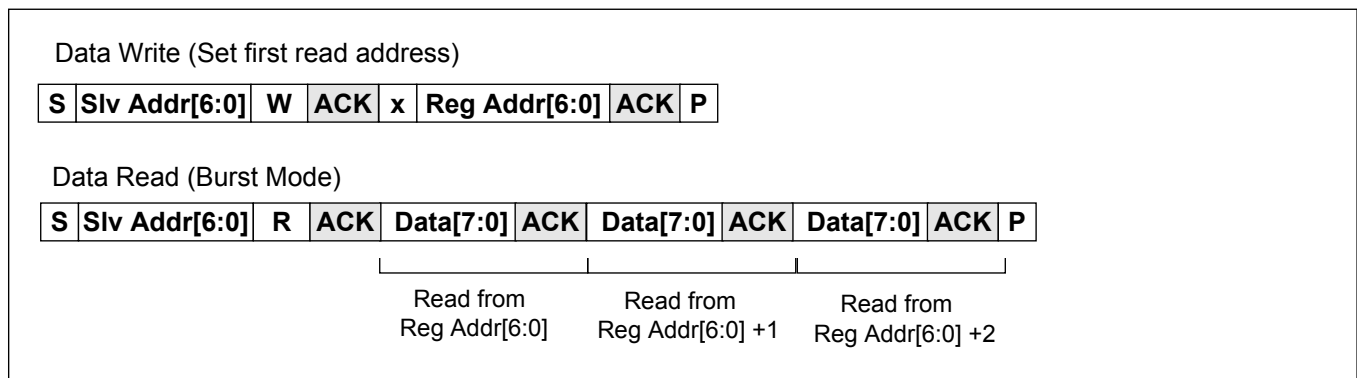 Data Write (Set first read address)
S Slv Addr[6:0] W ACK x Reg Addr[6:0] ACK P
Data Read (Burst Mode)
S Slv Addr[6:0] R ACK Data[7:0] ACK Data[7:0] ACK Data[7:0] ACK P
Read from Read from Read from
Reg Addr[6:0] Reg Addr[6:0] +1 Reg Addr[6:0] +2